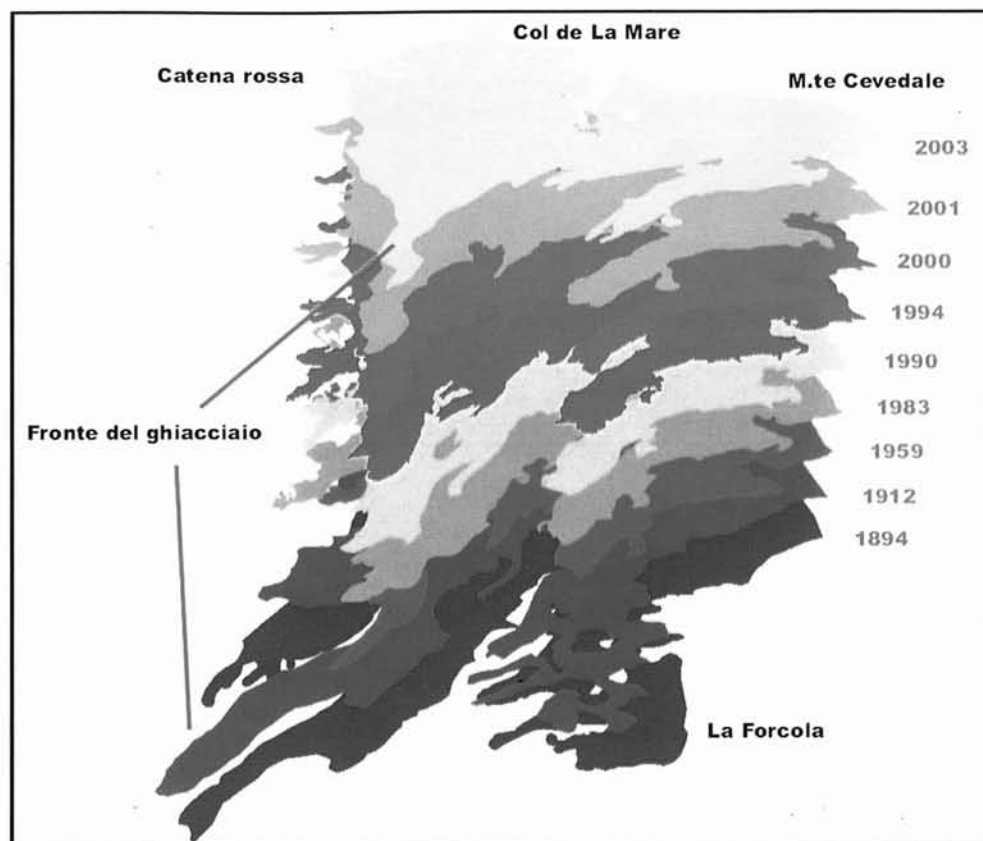 Col de La Mare
Catena rossa
M.te Cevedale
2003
2001
2000
1994
1990
1983
Fronte del ghiacciaio
1959
1912
1894
La Forcola